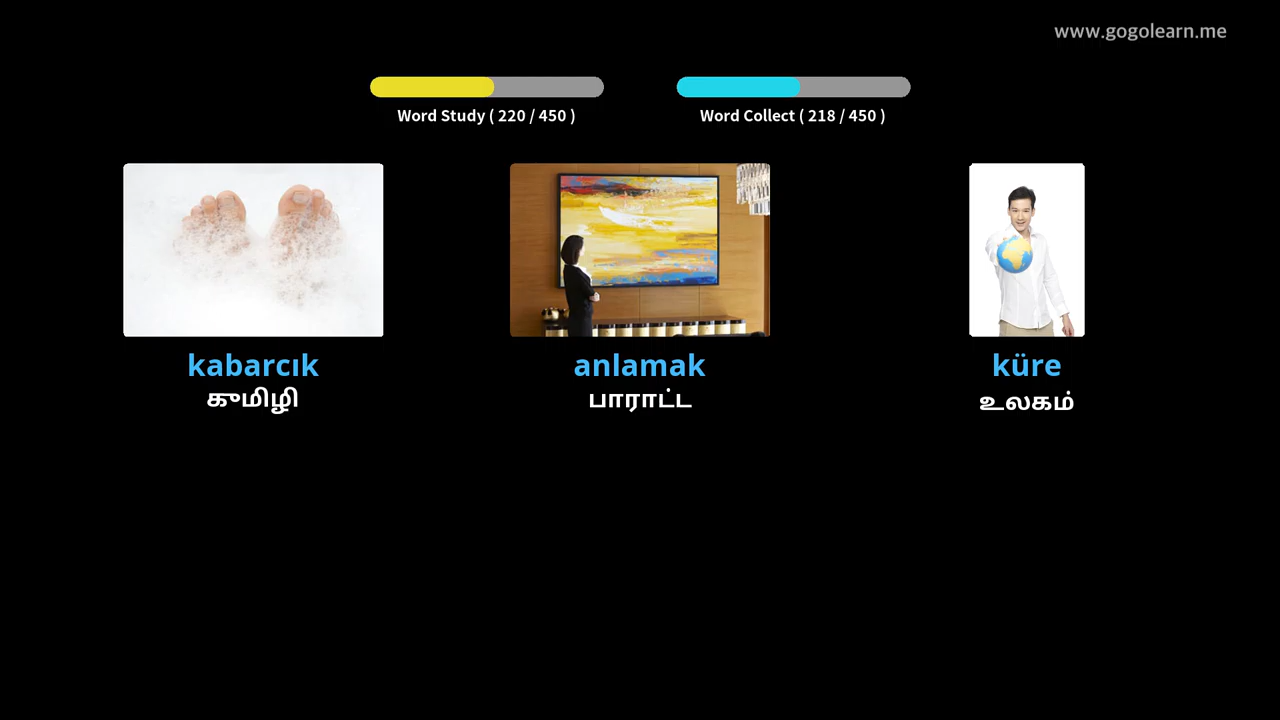 www.gogolearn.me
Word Study ( 220 / 450 )
Word Collect ( 218 / 450 )
kabarcık
குமிழி
anlamak
பாராட்ட
küre
உலகம்